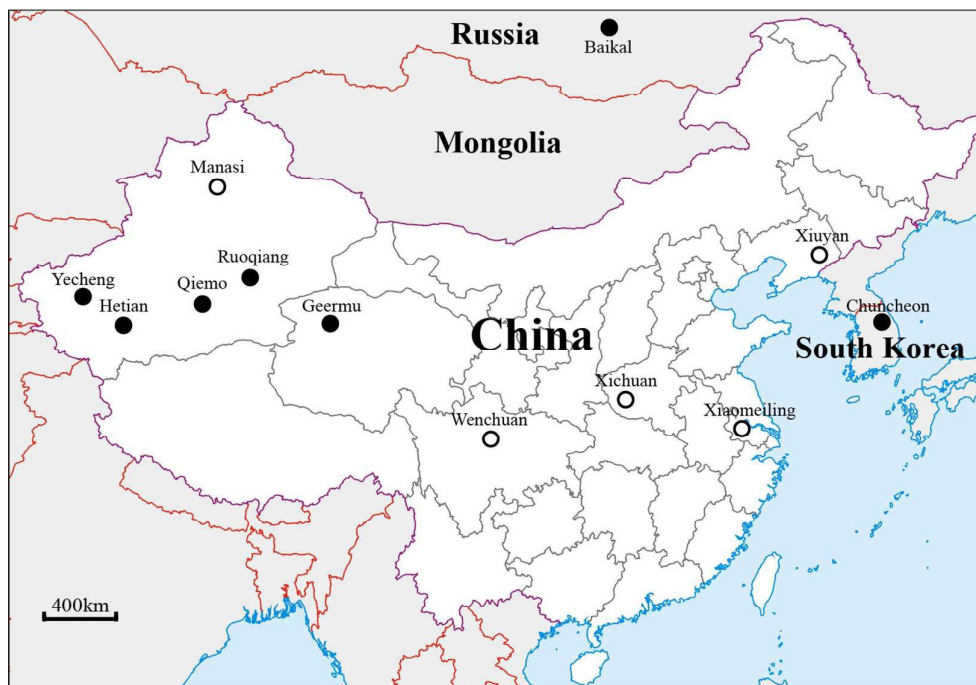 Russia
Baikal
Mongolia
Manasi
Xiuyan
Ruoqiang
Yecheng
Qiemo
Hetian
Geermu
Chuncheon
China
South Korea
Xichuan
Wenchuan
Xiaomeiling
400km